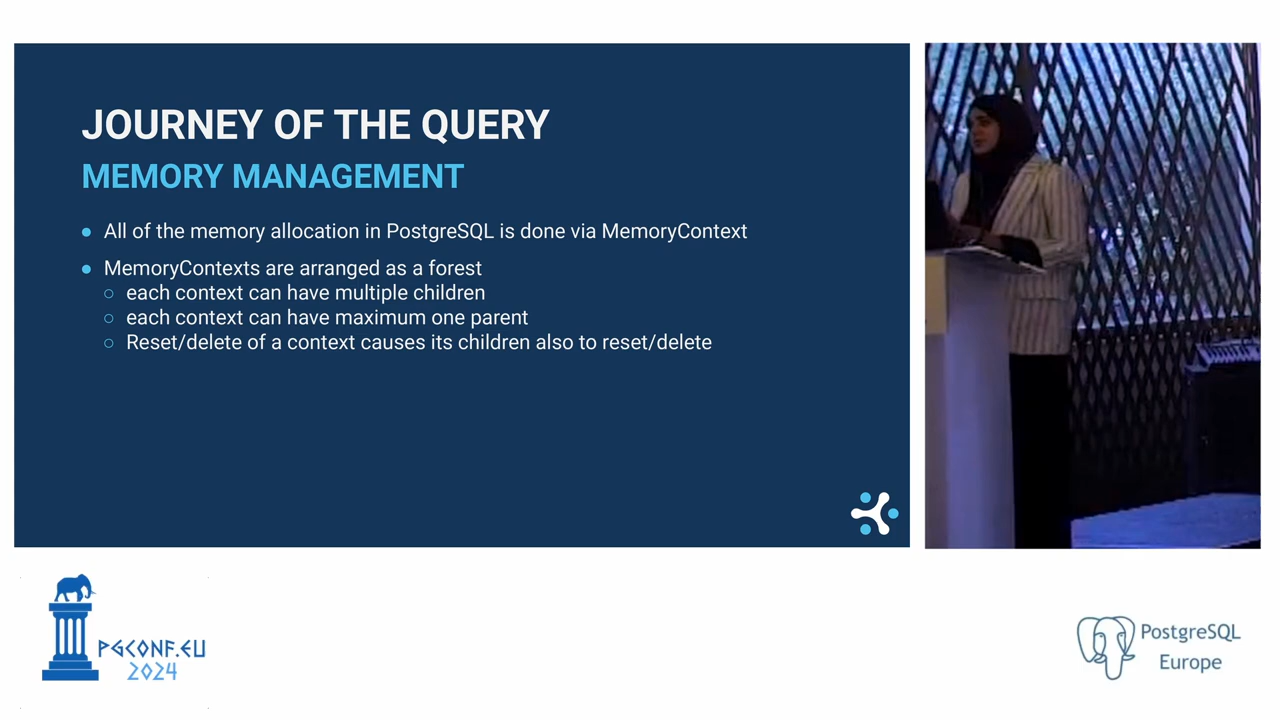 JOURNEY OF THE QUERY
MEMORY MANAGEMENT
● All of the memory allocation in PostgreSQL is done via MemoryContext
● MemoryContexts are arranged as a forest
○ each context can have multiple children
○ each context can have maximum one parent
○ Reset/delete of a context causes its children also to reset/delete
PGCONF.EU
2024
PostgreSQL
Europe